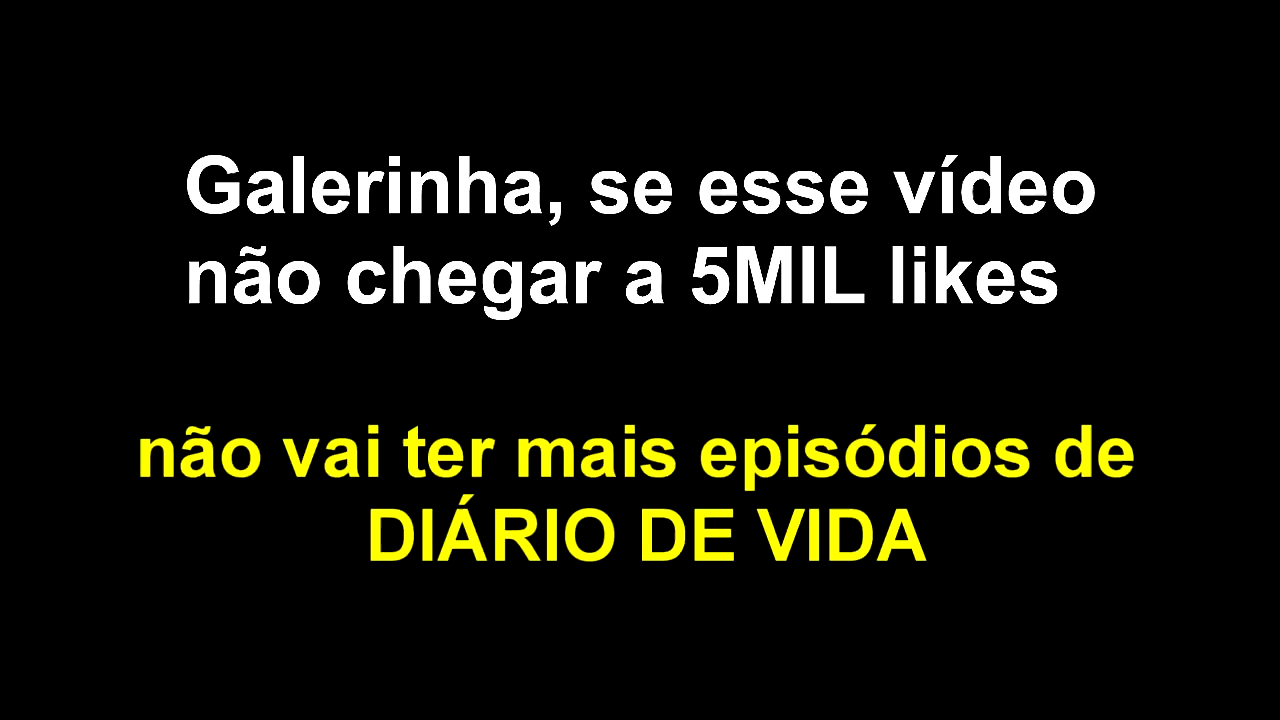 Galerinha, se esse vídeo
não chegar a 5MIL likes
não vai ter mais episódios de
DIÁRIO DE VIDA